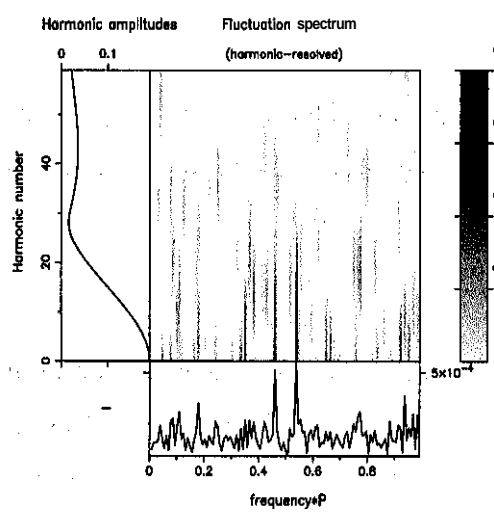 Harmonic amplitudes
Fluctuation spectrum
(harmonic-resolved)
0 0.1
Harmonic number
40
20
0
5×10⁻⁴
0 0.2 0.4 0.6 0.8
frequency*P